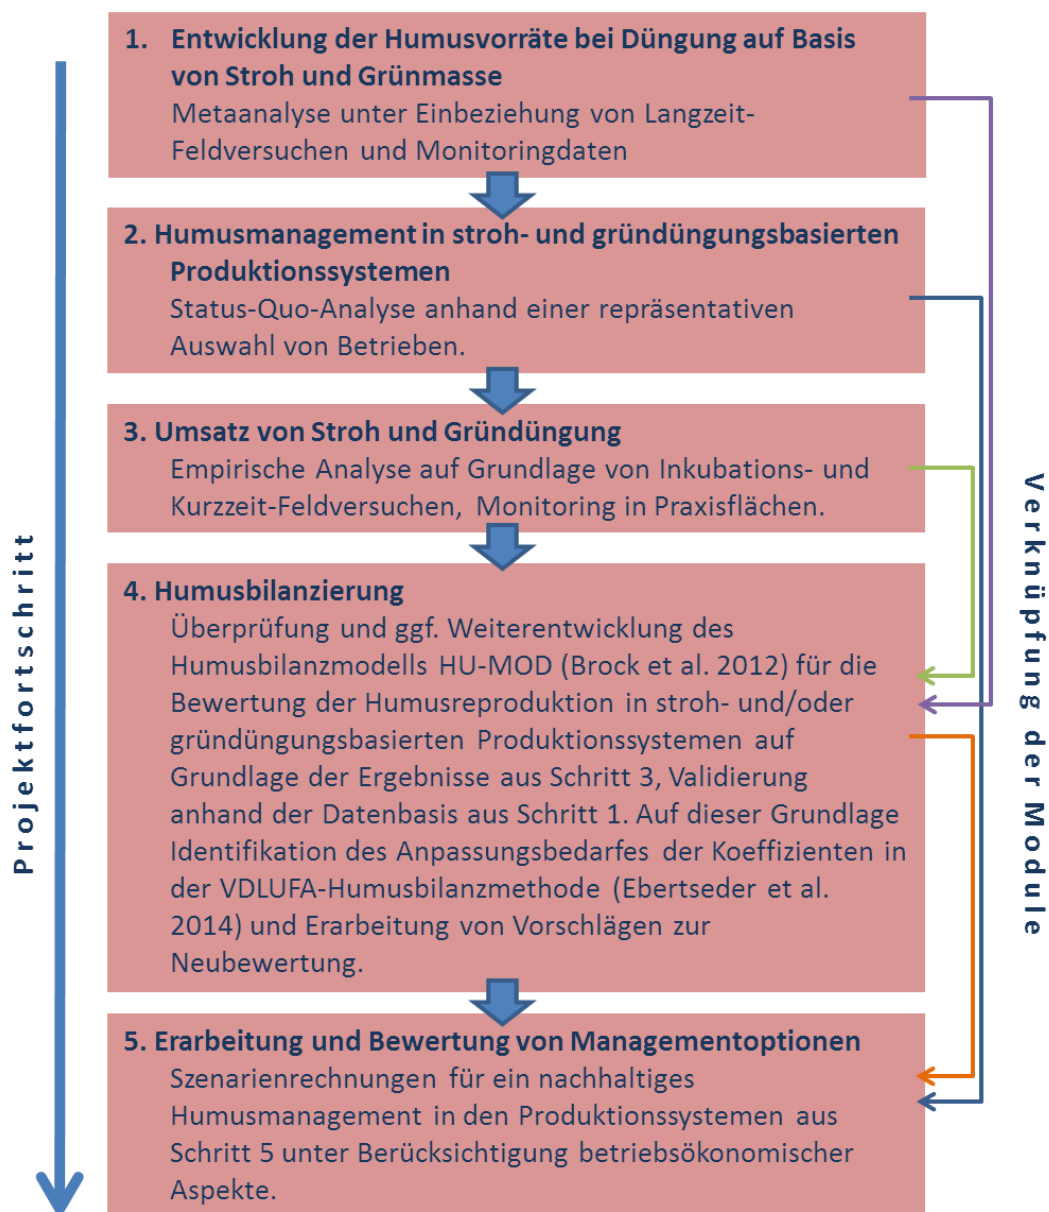 1. Entwicklung der Humusvorräte bei Düngung auf Basis
von Stroh und Grünmasse
Metaanalyse unter Einbeziehung von Langzeit-
Feldversuchen und Monitoringdaten
2. Humusmanagement in stroh- und gründüngungsbasierten
Produktionssystemen
Status-Quo-Analyse anhand einer repräsentativen
Auswahl von Betrieben.
3. Umsatz von Stroh und Gründüngung
Empirische Analyse auf Grundlage von Inkubations- und
Kurzzeit-Feldversuchen, Monitoring in Praxisflächen.
4. Humusbilanzierung
Überprüfung und ggf. Weiterentwicklung des
Humusbilanzmodells HU-MOD (Brock et al. 2012) für die
Bewertung der Humusreproduktion in stroh- und/oder
gründüngungsbasierten Produktionssystemen auf
Grundlage der Ergebnisse aus Schritt 3, Validierung
anhand der Datenbasis aus Schritt 1. Auf dieser Grundlage
Identifikation des Anpassungsbedarfes der Koeffizienten in
der VDLUFA-Humusbilanzmethode (Ebertseder et al.
2014) und Erarbeitung von Vorschlägen zur
Neubewertung.
5. Erarbeitung und Bewertung von Managementoptionen
Szenarienrechnungen für ein nachhaltiges
Humusmanagement in den Produktionssystemen aus
Schritt 5 unter Berücksichtigung betriebsökonomischer
Aspekte.
Projektfortschritt
Verknüpfung der Module